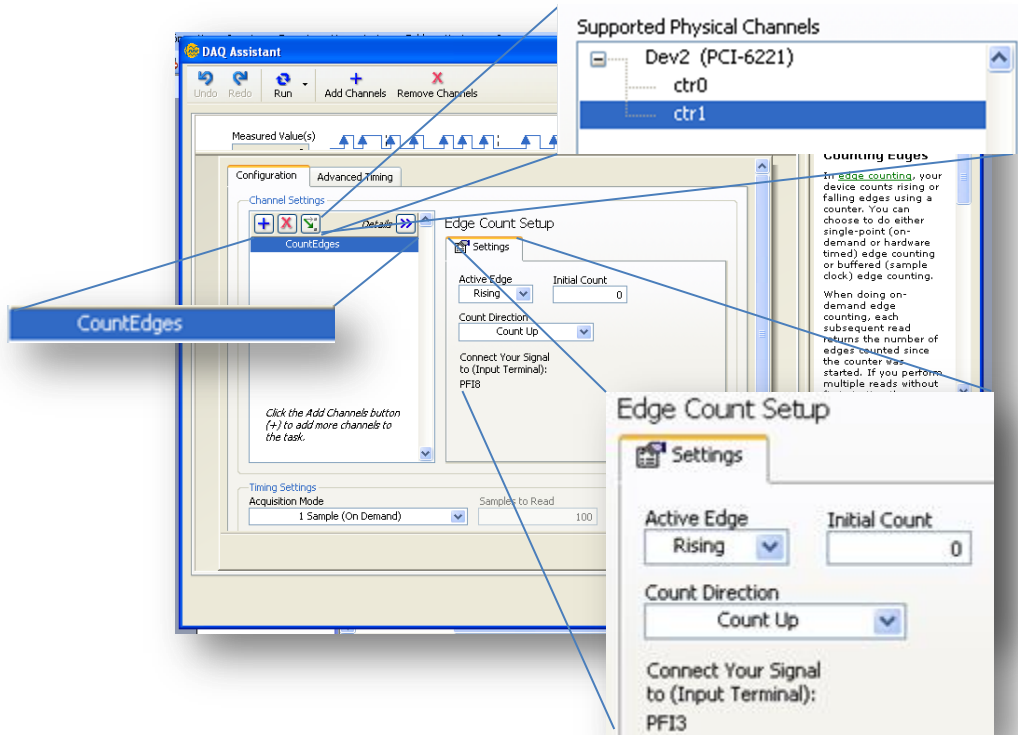 Supported Physical Channels
Dev2 (PCI-6221)
ctr0
ctr1
DAQ Assistant
Undo Redo Run Add Channels Remove Channels
Measured Value(s)
Configuration Advanced Timing
Channel Settings
Details
CountEdges
Click the Add Channels button
(+) to add more channels to
the task.
Edge Count Setup
Settings
Active Edge Initial Count
Rising 0
Count Direction
Count Up
Connect Your Signal
to (Input Terminal):
PFI8
Timing Settings
Acquisition Mode Samples to Read
1 Sample (On Demand) 100
Counting Edges
In edge counting, your
device counts rising or
falling edges using a
counter. You can
choose to do either
single-point (on-
demand or hardware
timed) edge counting
or buffered (sample
clock) edge counting.
When doing on-
demand edge
counting, each
subsequent read
returns the number of
edges counted since
the counter was
started. If you perform
multiple reads without
CountEdges
Edge Count Setup
Settings
Active Edge Initial Count
Rising 0
Count Direction
Count Up
Connect Your Signal
to (Input Terminal):
PFI3